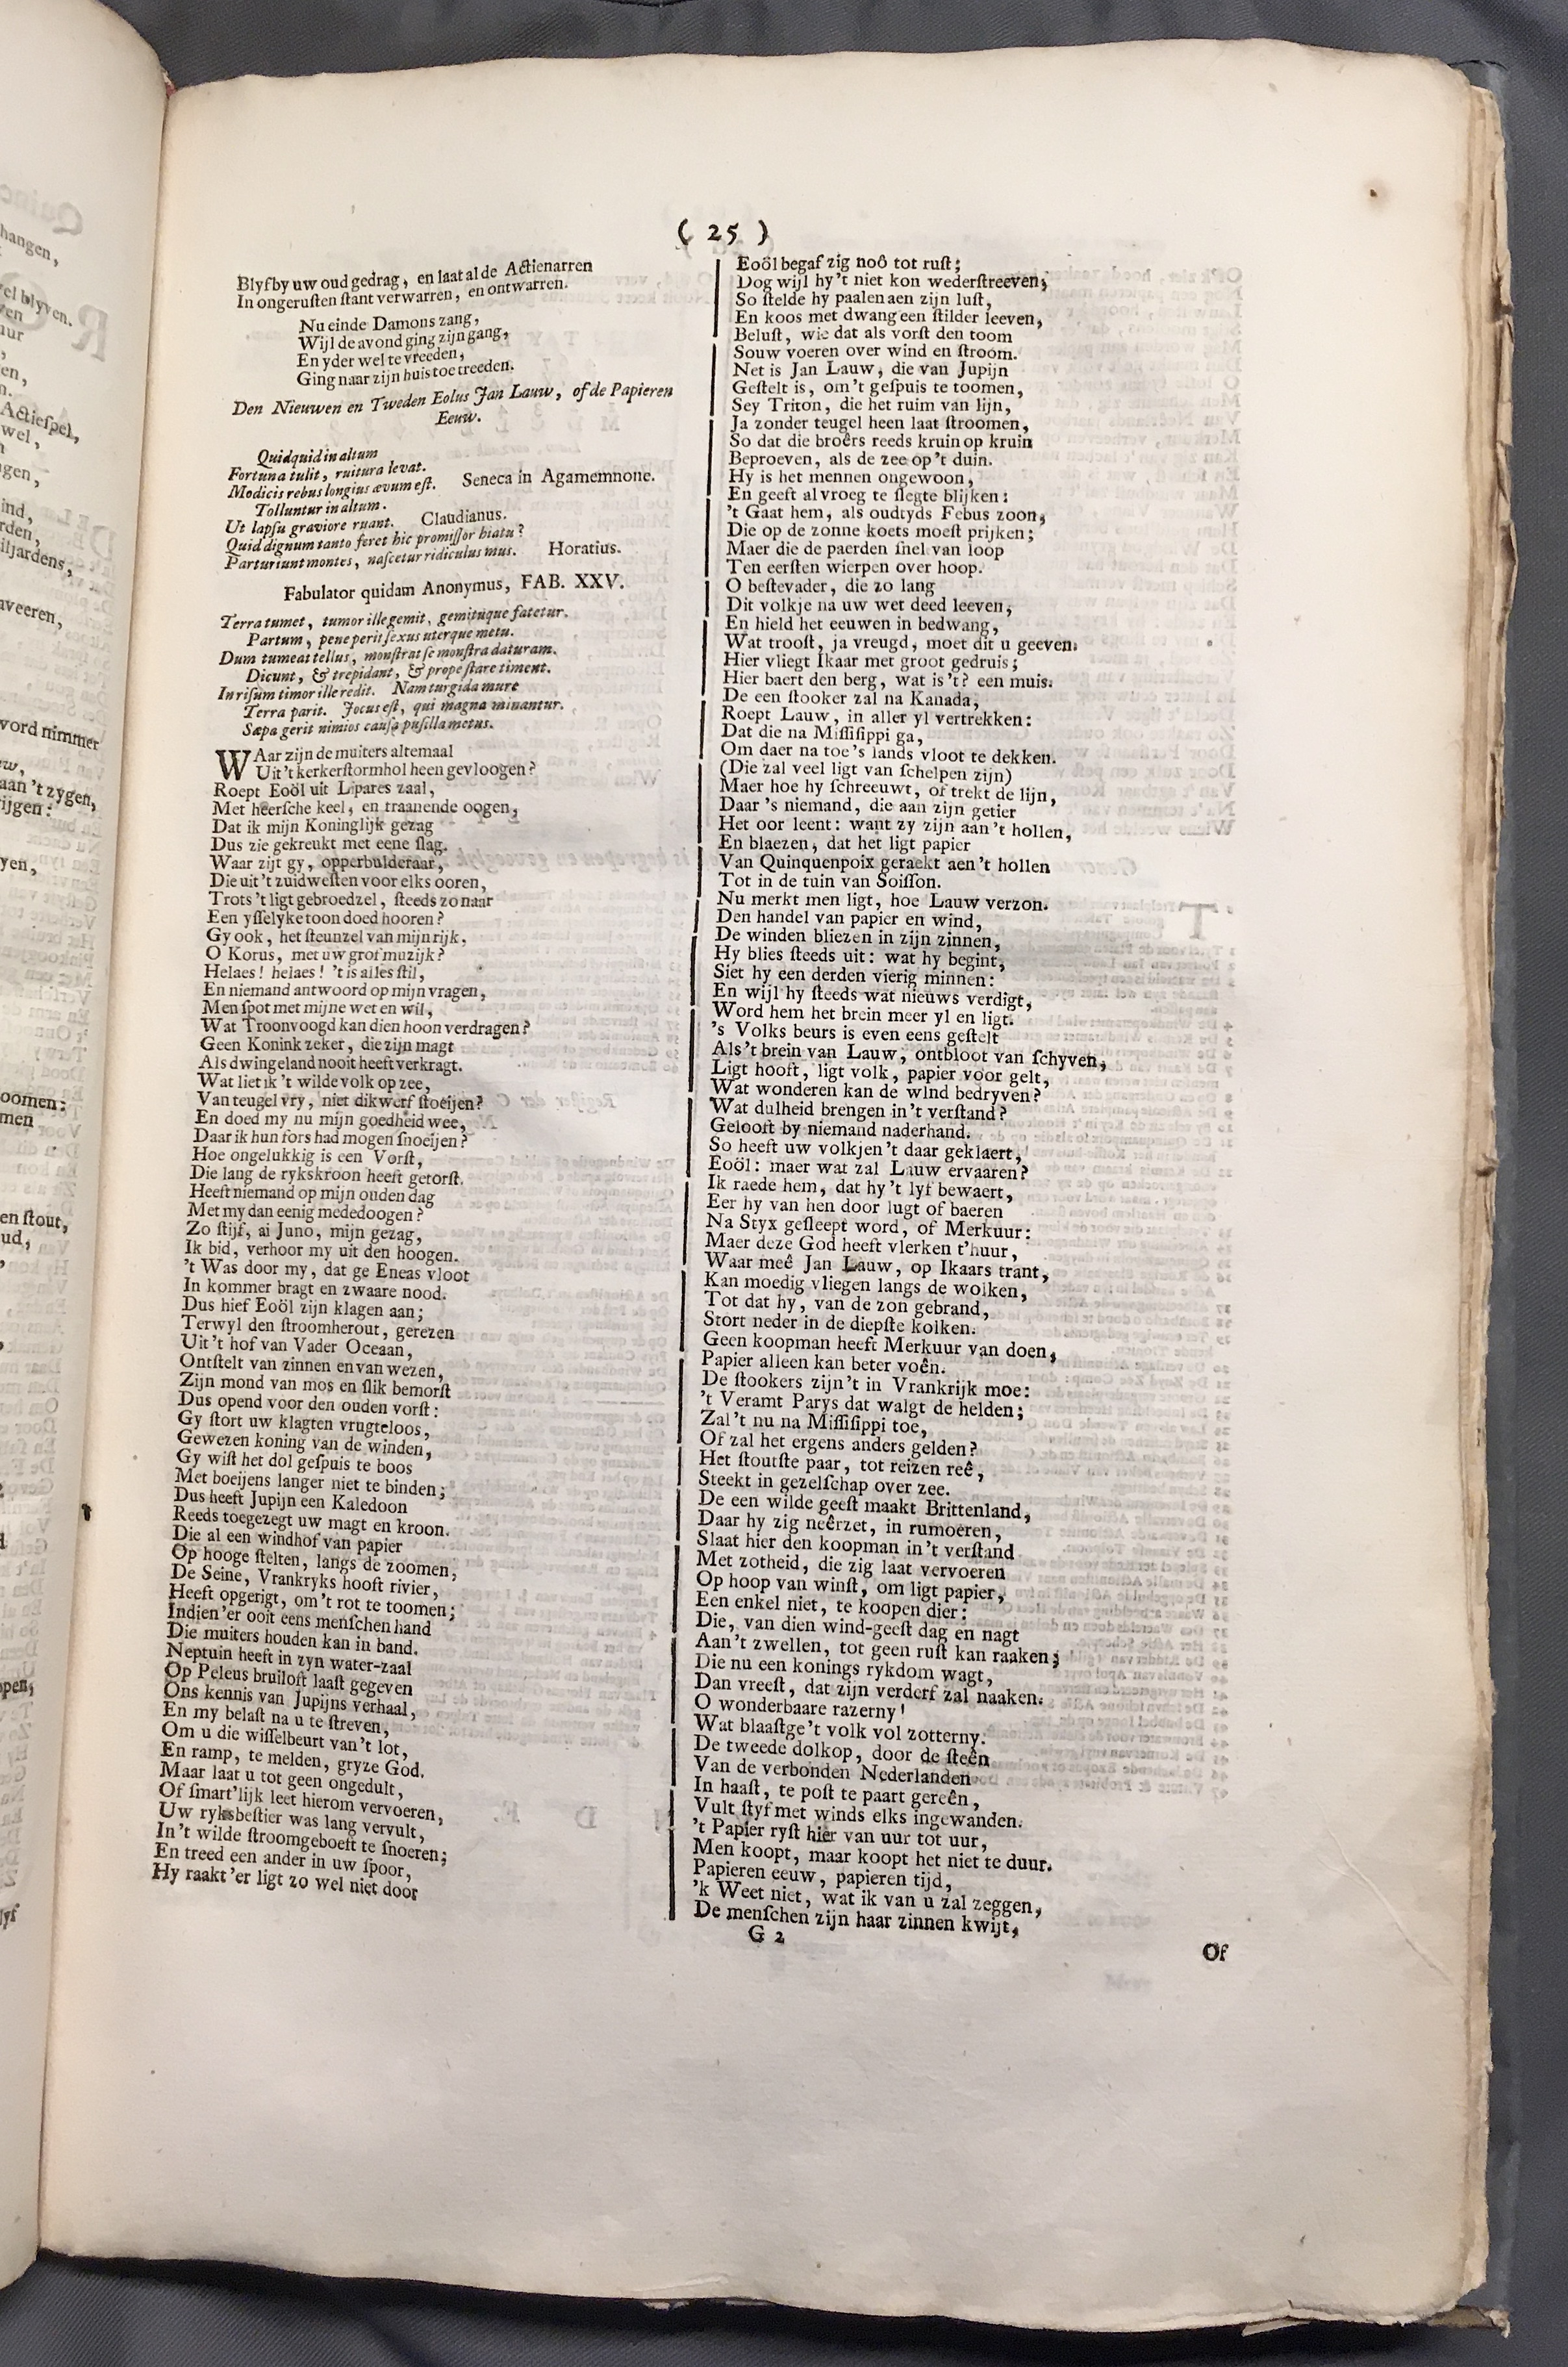 ( 25 )
Blyf by uw oud gedrag, en laat al de Actienarren
In ongerusten stant verwarren, en ontwarren.
Nu einde Damons zang,
Wijl de avond ging zijn gang,
En yder wel te vreeden,
Ging naar zijn huis toe treeden.
Den Nieuwen en Tweden Eolus Jan Lauw, of de Papieren
Eeuw.
Quidquid in altum
Fortuna tulit, ruitura levat.
Modicis rebus longius ævum est. Seneca in Agamemnone.
Tolluntur in altum.
Ut lapsu graviore ruant. Claudianus.
Quid dignum tanto feret hic promissor hiatu?
Parturiunt montes, nascetur ridiculus mus. Horatius.
Fabulator quidam Anonymus, FAB. XXV.
Terra tumet, tumor ille gemit, gemituque fatetur.
Partum, pene perit sexus uterque metu.
Dum tumeat tellus, monstrat se monstra daturam.
Dicunt, & trepidant, & prope stare timent.
In risum timor ille redit. Nam turgida mure
Terra parit. Jocus est, qui magna minantur.
Sæpa gerit nimios causa pusilla metus.
WAar zijn de muiters altemaal
Uit 't kerkerstormhol heen gevloogen?
Roept Eoöl uit Lipares zaal,
Met heersche keel, en traanende oogen,
Dat ik mijn Koninglijk gezag
Dus zie gekreukt met eene slag.
Waar zijt gy, opperbulderaar,
Die uit 't zuidwesten voor elks ooren,
Trots 't ligt gebroedzel, steeds zo naar
Een ysselyke toon doed hooren?
Gy ook, het steunzel van mijn rijk,
O Korus, met uw grof muzijk?
Helaes! helaes! 't is alles stil,
En niemand antwoord op mijn vragen,
Men spot met mijne wet en wil,
Wat Troonvoogd kan dien hoon verdragen?
Geen Konink zeker, die zijn magt
Als dwingeland nooit heeft verkragt.
Wat liet ik 't wilde volk op zee,
Van teugel vry, niet dikwerf stoeijen?
En doed my nu mijn goedheid wee,
Daar ik hun fors had mogen snoeijen?
Hoe ongelukkig is een Vorst,
Die lang de rykskroon heeft getorst.
Heeft niemand op mijn ouden dag
Met my dan eenig mededoogen?
Zo stijf, ai Juno, mijn gezag,
Ik bid, verhoor my uit den hoogen.
't Was door my, dat ge Eneas vloot
In kommer bragt en zwaare nood.
Dus hief Eoöl zijn klagen aan;
Terwyl den stroomherout, gerezen
Uit 't hof van Vader Oceaan,
Ontstelt van zinnen en van wezen,
Zijn mond van mos en slik bemorst
Dus opend voor den ouden vorst:
Gy stort uw klagten vrugteloos,
Gewezen koning van de winden,
Gy wist het dol gespuis te boos
Met boeijens langer niet te binden;
Dus heeft Jupijn een Kaledoon
Reeds toegezegt uw magt en kroon.
Die al een windhof van papier
Op hooge stelten, langs de zoomen,
De Seine, Vrankryks hooft rivier,
Heeft opgerigt, om 't rot te toomen;
Indien 'er ooit eens menschen hand
Die muiters houden kan in band.
Neptuin heeft in zyn water-zaal
Op Peleus bruiloft laast gegeven
Ons kennis van Jupijns verhaal,
En my belast na u te streven,
Om u die wisselbeurt van 't lot,
En ramp, te melden, gryze God.
Maar laat u tot geen ongedult,
Of smart'lijk leet hierom vervoeren,
Uw ryksbestier was lang vervult,
In 't wilde stroomgeboeft te snoeren;
En treed een ander in uw spoor,
Hy raakt 'er ligt zo wel niet door
Eoöl begaf zig noô tot rust;
Dog wijl hy 't niet kon wederstreeven,
So stelde hy paalen aen zijn lust,
En koos met dwang een stilder leeven,
Belust, wie dat als vorst den toom
Souw voeren over wind en stroom.
Net is Jan Lauw, die van Jupijn
Gestelt is, om 't gespuis te toomen,
Sey Triton, die het ruim van lijn,
Ja zonder teugel heen laat stroomen,
So dat die broêrs reeds kruin op kruin
Beproeven, als de zee op 't duin.
Hy is het mennen ongewoon,
En geeft al vroeg te slegte blijken:
't Gaat hem, als oudtyds Febus zoon,
Die op de zonne koets moest prijken;
Maer die de paerden snel van loop
Ten eersten wierpen over hoop.
O bestevader, die zo lang
Dit volkje na uw wet deed leeven,
En hield het eeuwen in bedwang,
Wat troost, ja vreugd, moet dit u geeven.
Hier vliegt Ikaar met groot gedruis;
Hier baert den berg, wat is 't? een muis.
De een stooker zal na Kanada,
Roept Lauw, in aller yl vertrekken:
Dat die na Missisippi ga,
Om daer na toe 's lands vloot te dekken.
(Die zal veel ligt van schelpen zijn)
Maer hoe hy schreeuwt, of trekt de lijn,
Daar 's niemand, die aan zijn getier
Het oor leent: want zy zijn aan 't hollen,
En blaezen, dat het ligt papier
Van Quinquenpoix geraekt aen 't hollen
Tot in de tuin van Soisson.
Nu merkt men ligt, hoe Lauw verzon.
Den handel van papier en wind,
De winden bliezen in zijn zinnen,
Hy blies steeds uit: wat hy begint,
Siet hy een derden vierig minnen:
En wijl hy steeds wat nieuws verdigt,
Word hem het brein meer yl en ligt.
's Volks beurs is even eens gestelt
Als 't brein van Lauw, ontbloot van schyven,
Ligt hooft, ligt volk, papier voor gelt,
Wat wonderen kan de wind bedryven?
Wat dulheid brengen in 't verstand?
Gelooft by niemand naderhand.
So heeft uw volkjen 't daar geklaert,
Eoöl: maer wat zal Lauw ervaaren?
Ik raede hem, dat hy 't lyf bewaert,
Eer hy van hen door lugt of baeren
Na Styx gesleept word, of Merkuur:
Maer deze God heeft vlerken t'huur,
Waar meê Jan Lauw, op Ikaars trant,
Kan moedig vliegen langs de wolken,
Tot dat hy, van de zon gebrand,
Stort neder in de diepste kolken.
Geen koopman heeft Merkuur van doen,
Papier alleen kan beter voên.
De stookers zijn 't in Vrankrijk moe:
't Veramt Parys dat walgt de helden;
Zal 't nu na Missisippi toe,
Of zal het ergens anders gelden?
Het stoutste paar, tot reizen reê,
Steekt in gezelschap over zee.
De een wilde geest maakt Brittenland,
Daar hy zig neêrzet, in rumoeren,
Slaat hier den koopman in 't verstand
Met zotheid, die zig laat vervoeren
Op hoop van winst, om ligt papier,
Een enkel niet, te koopen dier:
Die, van dien wind-geest dag en nagt
Aan 't zwellen, tot geen rust kan raaken;
Die nu een konings rykdom wagt,
Dan vreest, dat zijn verderf zal naaken.
O wonderbaare razerny!
Wat blaastge 't volk vol zotterny.
De tweede dolkop, door de steên
Van de verbonden Nederlanden
In haast, te post te paart gereên,
Vult styf met winds elks ingewanden.
't Papier ryst hier van uur tot uur,
Men koopt, maar koopt het niet te duur.
Papieren eeuw, papieren tijd,
'k Weet niet, wat ik van u zal zeggen,
De menschen zijn haar zinnen kwijt,
G 2
Of